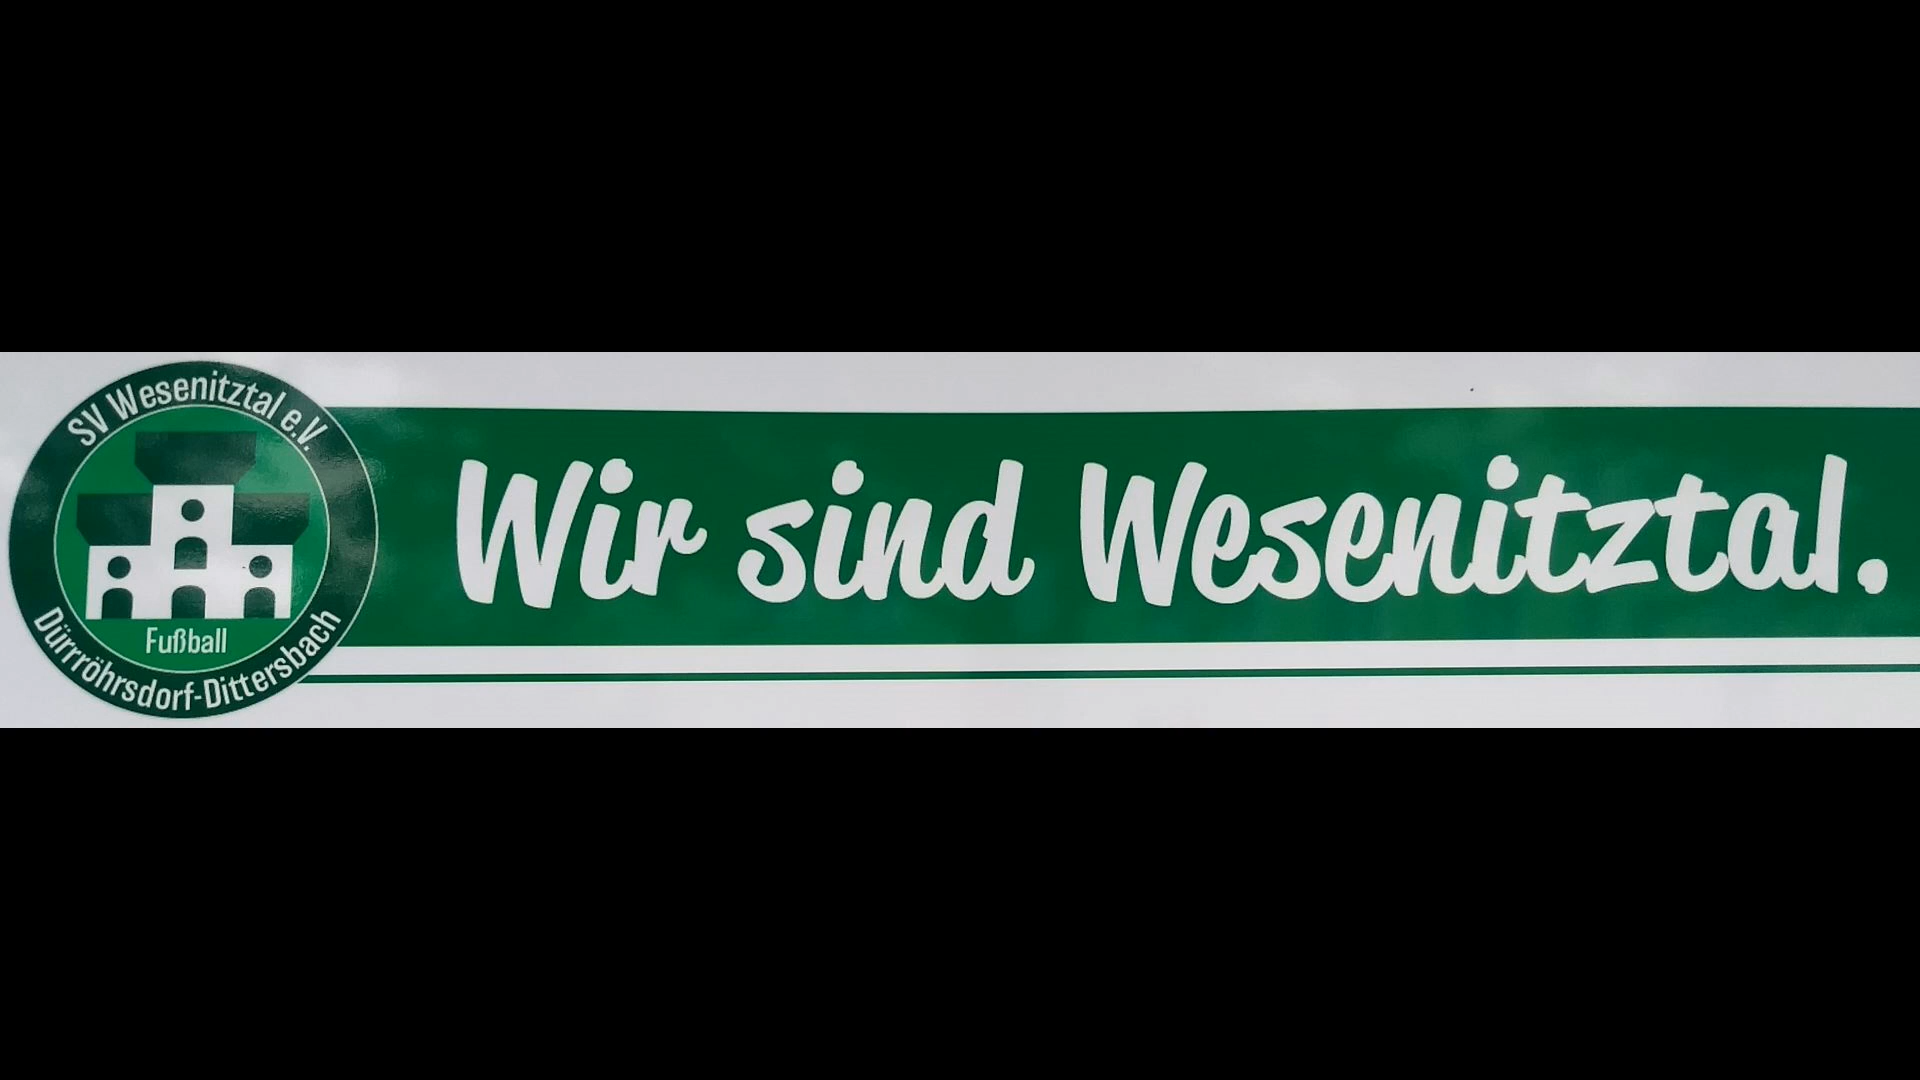 SV Wesenitztal e.V.
Fußball
Dürrröhrsdorf-Dittersbach
Wir sind Wesenitztal.